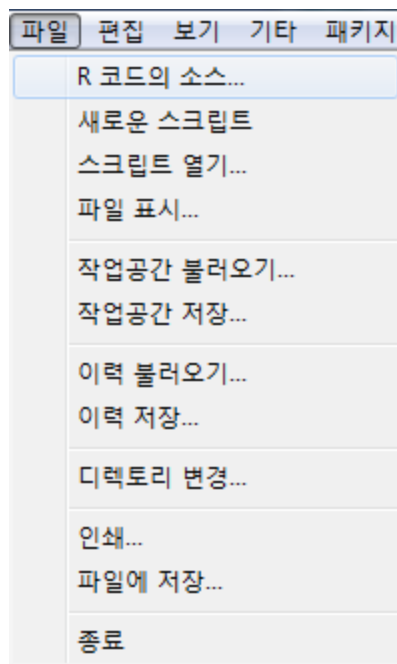 파일 편집 보기 기타 패키지
R 코드의 소스...
새로운 스크립트
스크립트 열기...
파일 표시...
작업공간 불러오기...
작업공간 저장...
이력 불러오기...
이력 저장...
디렉토리 변경...
인쇄...
파일에 저장...
종료